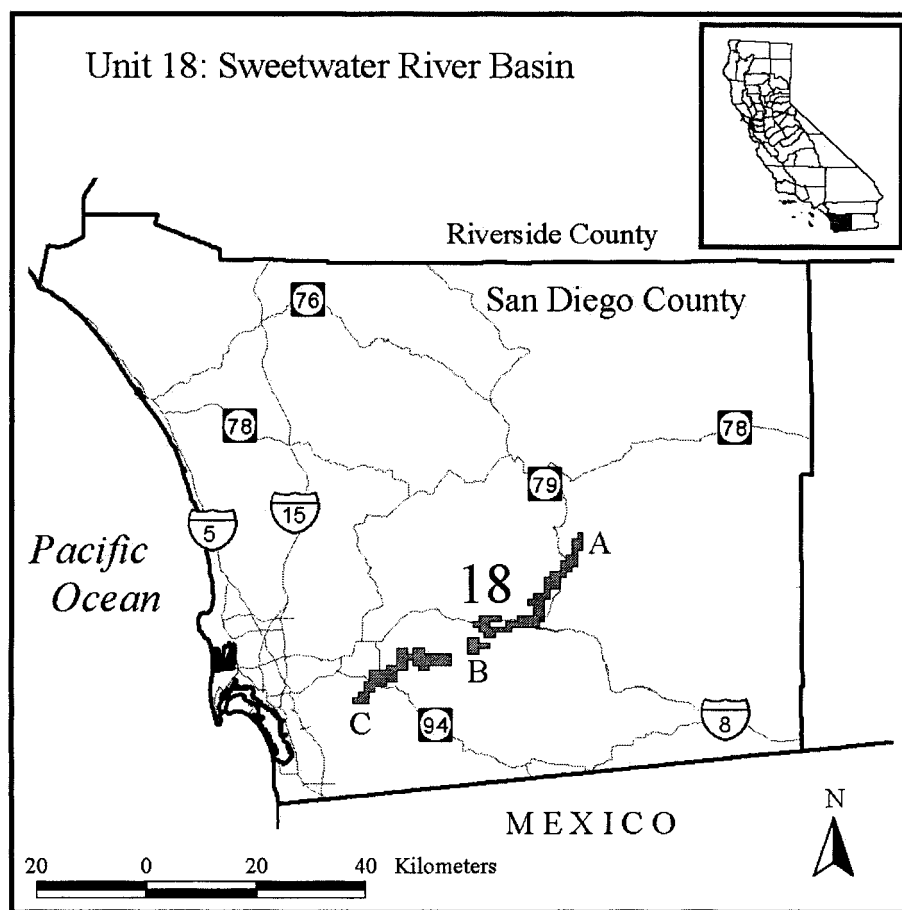 Unit 18: Sweetwater River Basin
Riverside County
San Diego County
76
78
78
79
15
5
Pacific
Ocean
A
18
B
C
94
8
MEXICO
N
20 0 20 40 Kilometers